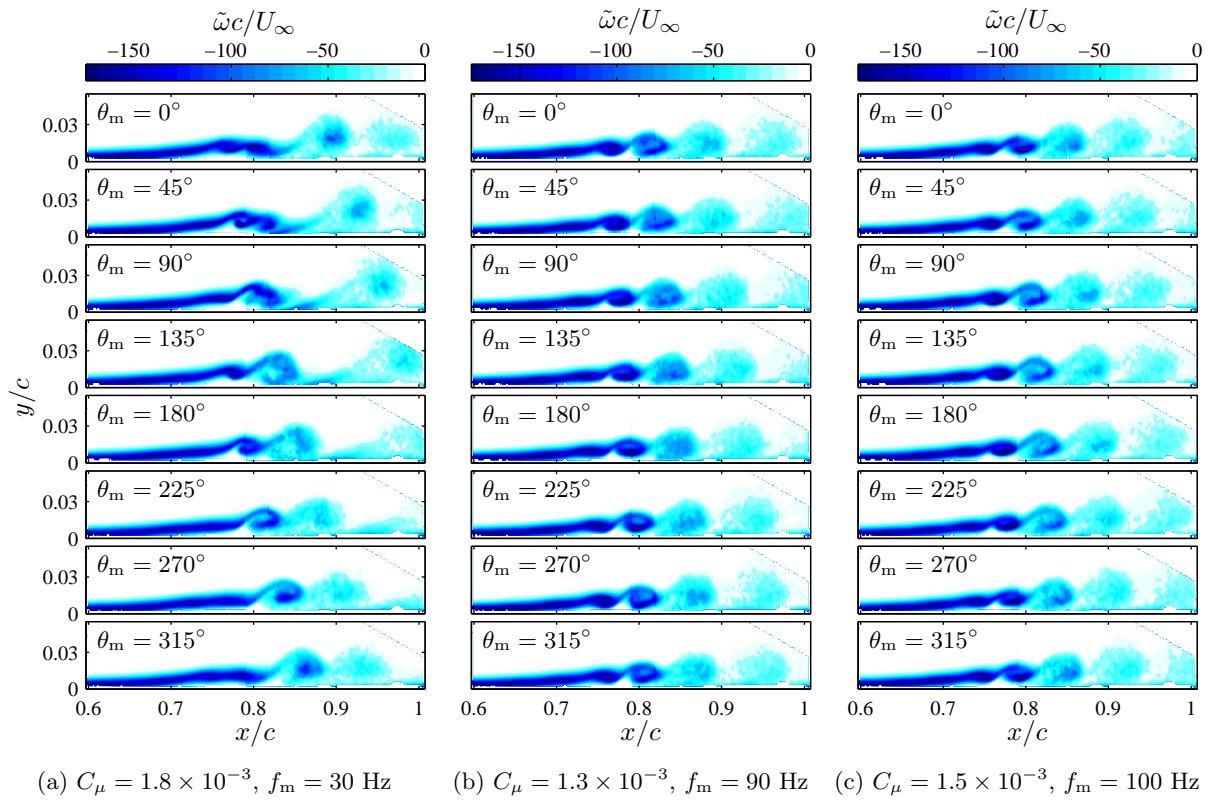 ω̃c/U∞ ω̃c/U∞ ω̃c/U∞
−150 −100 −50 0 −150 −100 −50 0 −150 −100 −50 0
0.03 θm = 0° θm = 0° θm = 0°
0
0.03 θm = 45° θm = 45° θm = 45°
0
0.03 θm = 90° θm = 90° θm = 90°
0
0.03 θm = 135° θm = 135° θm = 135°
0
y/c
0.03 θm = 180° θm = 180° θm = 180°
0
0.03 θm = 225° θm = 225° θm = 225°
0
0.03 θm = 270° θm = 270° θm = 270°
0
0.03 θm = 315° θm = 315° θm = 315°
0
0.6 0.7 0.8 0.9 1 0.6 0.7 0.8 0.9 1 0.6 0.7 0.8 0.9 1
x/c x/c x/c
(a) Cμ = 1.8 × 10⁻³, fm = 30 Hz (b) Cμ = 1.3 × 10⁻³, fm = 90 Hz (c) Cμ = 1.5 × 10⁻³, fm = 100 Hz